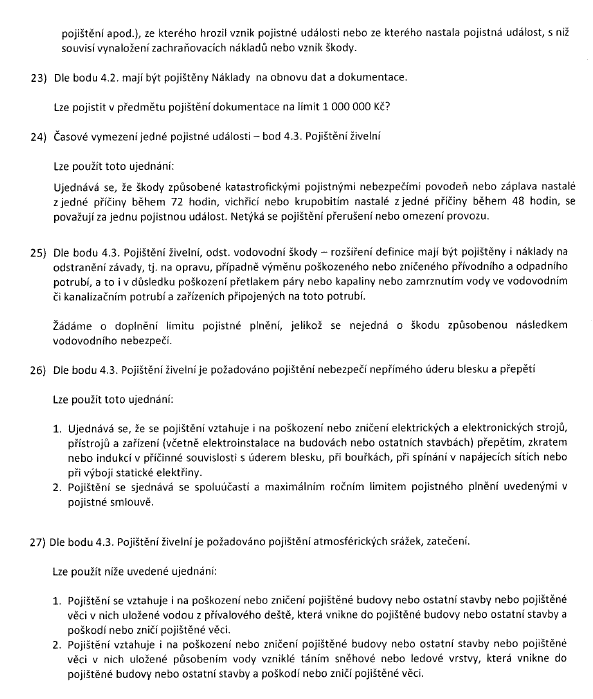 pojištění apod.), ze kterého hrozil vznik pojistné události nebo ze kterého nastala pojistná událost, s níž
souvisí vynaložení zachraňovacích nákladů nebo vznik škody.
23) Dle bodu 4.2. mají být pojištěny Náklady na obnovu dat a dokumentace.
Lze pojistit v předmětu pojištění dokumentace na limit 1 000 000 Kč?
24) Časové vymezení jedné pojistné události – bod 4.3. Pojištění živelní
Lze použít toto ujednání:
Ujednává se, že škody způsobené katastrofickými pojistnými nebezpečími povodeň nebo záplava nastalé
z jedné příčiny během 72 hodin, vichřicí nebo krupobitím nastalé z jedné příčiny během 48 hodin, se
považují za jednu pojistnou událost. Netýká se pojištění přerušení nebo omezení provozu.
25) Dle bodu 4.3. Pojištění živelní, odst. vodovodní škody – rozšíření definice mají být pojištěny i náklady na
odstranění závady, tj. na opravu, případně výměnu poškozeného nebo zničeného přívodního a odpadního
potrubí, a to i v důsledku poškození přetlakem páry nebo kapaliny nebo zamrznutím vody ve vodovodním
či kanalizačním potrubí a zařízeních připojených na toto potrubí.
Žádáme o doplnění limitu pojistné plnění, jelikož se nejedná o škodu způsobenou následkem
vodovodního nebezpečí.
26) Dle bodu 4.3. Pojištění živelní je požadováno pojištění nebezpečí nepřímého úderu blesku a přepětí
Lze použít toto ujednání:
1. Ujednává se, že se pojištění vztahuje i na poškození nebo zničení elektrických a elektronických strojů,
přístrojů a zařízení (včetně elektroinstalace na budovách nebo ostatních stavbách) přepětím, zkratem
nebo indukcí v příčinné souvislosti s úderem blesku, při bouřkách, při spínání v napájecích sítích nebo
při výboji statické elektřiny.
2. Pojištění se sjednává se spoluúčastí a maximálním ročním limitem pojistného plnění uvedenými v
pojistné smlouvě.
27) Dle bodu 4.3. Pojištění živelní je požadováno pojištění atmosférických srážek, zatečení.
Lze použít níže uvedené ujednání:
1. Pojištění se vztahuje i na poškození nebo zničení pojištěné budovy nebo ostatní stavby nebo pojištěné
věci v nich uložené vodou z přívalového deště, která vnikne do pojištěné budovy nebo ostatní stavby a
poškodí nebo zničí pojištěné věci.
2. Pojištění vztahuje i na poškození nebo zničení pojištěné budovy nebo ostatní stavby nebo pojištěné
věci v nich uložené působením vody vzniklé táním sněhové nebo ledové vrstvy, která vnikne do
pojištěné budovy nebo ostatní stavby a poškodí nebo zničí pojištěné věci.